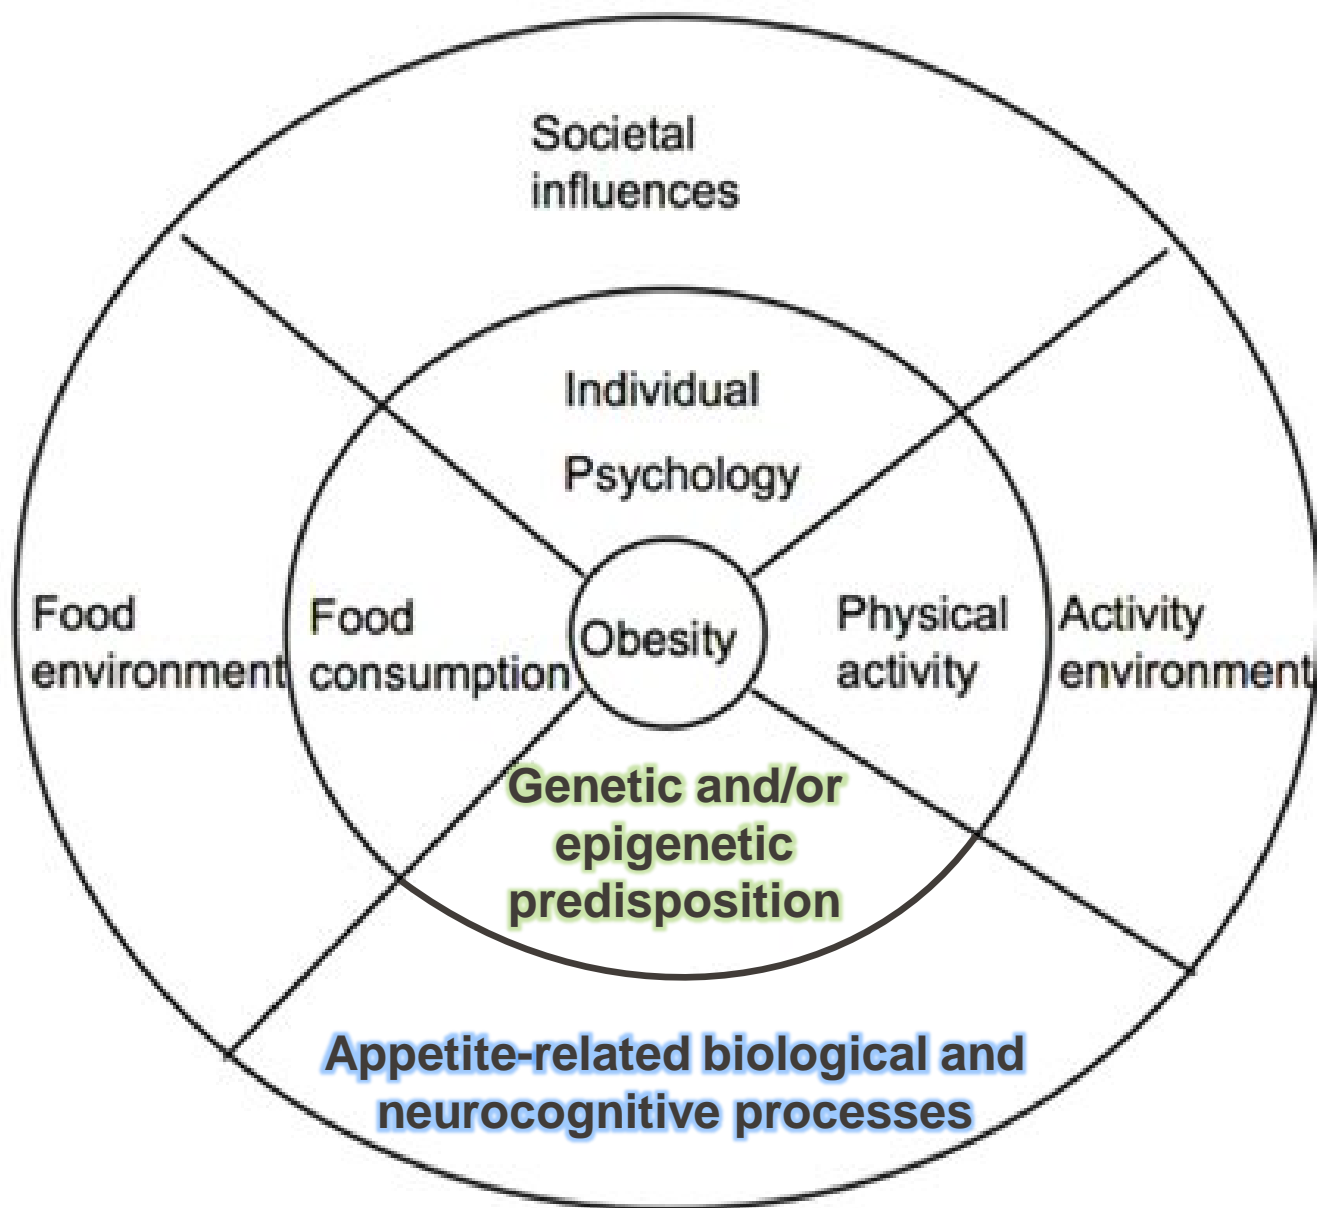 Societal
influences
Individual
Psychology
Food
environment
Food
consumption
Obesity
Physical
activity
Activity
environment
Genetic and/or
epigenetic
predisposition
Appetite-related biological and
neurocognitive processes